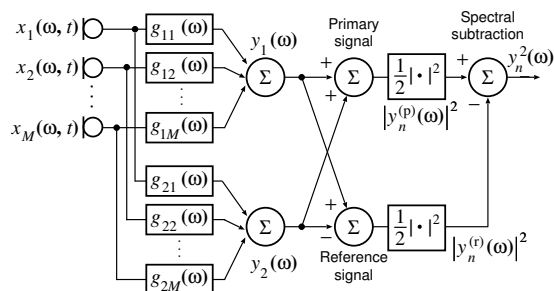 x₁(ω, t)
x₂(ω, t)
x_M(ω, t)
g₁₁(ω)
g₁₂(ω)
g₁M(ω)
g₂₁(ω)
g₂₂(ω)
g₂M(ω)
y₁(ω)
Σ
y₂(ω)
Σ
Primary
signal
+
+
Σ
+
−
Σ
Reference
signal
1/2|·|²
|yₙ⁽ᵖ⁾(ω)|²
1/2|·|²
|yₙ⁽ʳ⁾(ω)|²
Spectral
subtraction
+
−
Σ
yₙ²(ω)